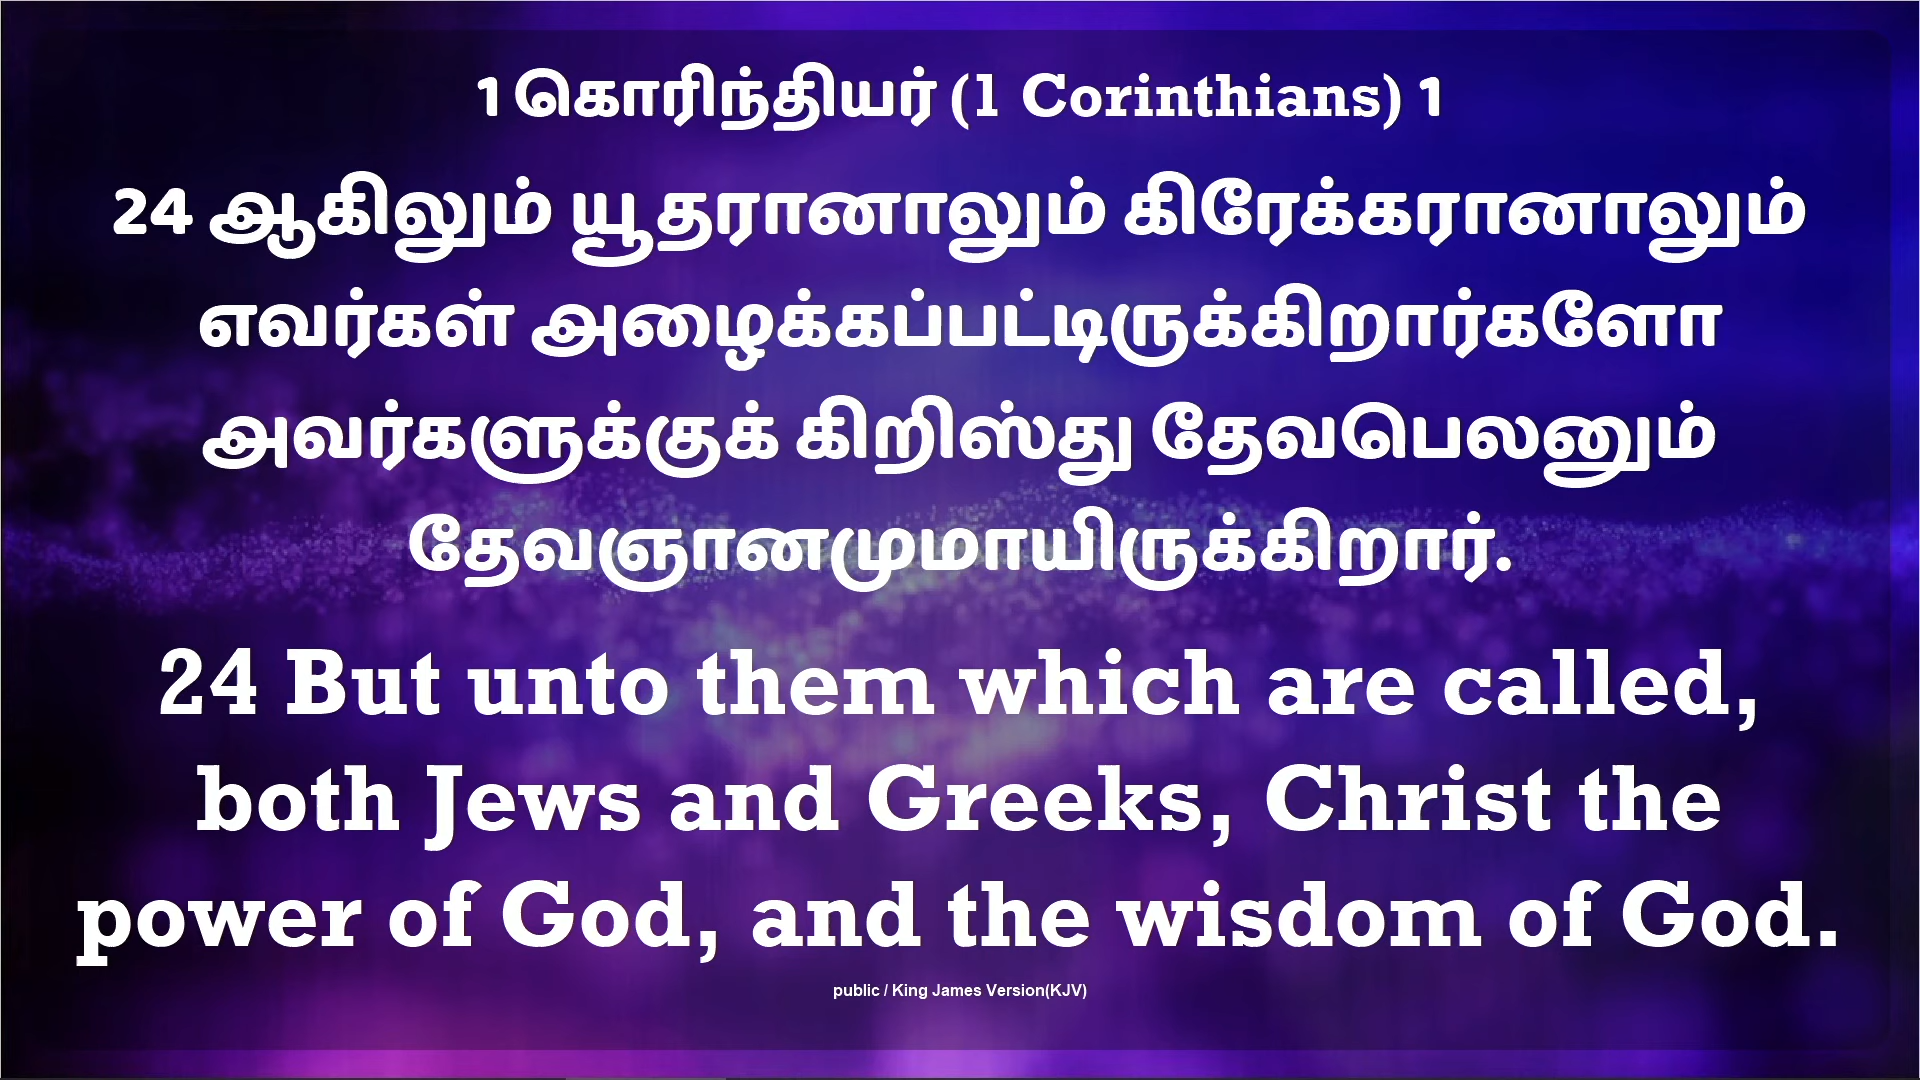 1 கொரிந்தியர் (1 Corinthians) 1
24 ஆகிலும் யூதரானாலும் கிரேக்கரானாலும்
எவர்கள் அழைக்கப்பட்டிருக்கிறார்களோ
அவர்களுக்குக் கிறிஸ்து தேவபெலனும்
தேவஞானமுமாயிருக்கிறார்.
24 But unto them which are called,
both Jews and Greeks, Christ the
power of God, and the wisdom of God.
public / King James Version(KJV)